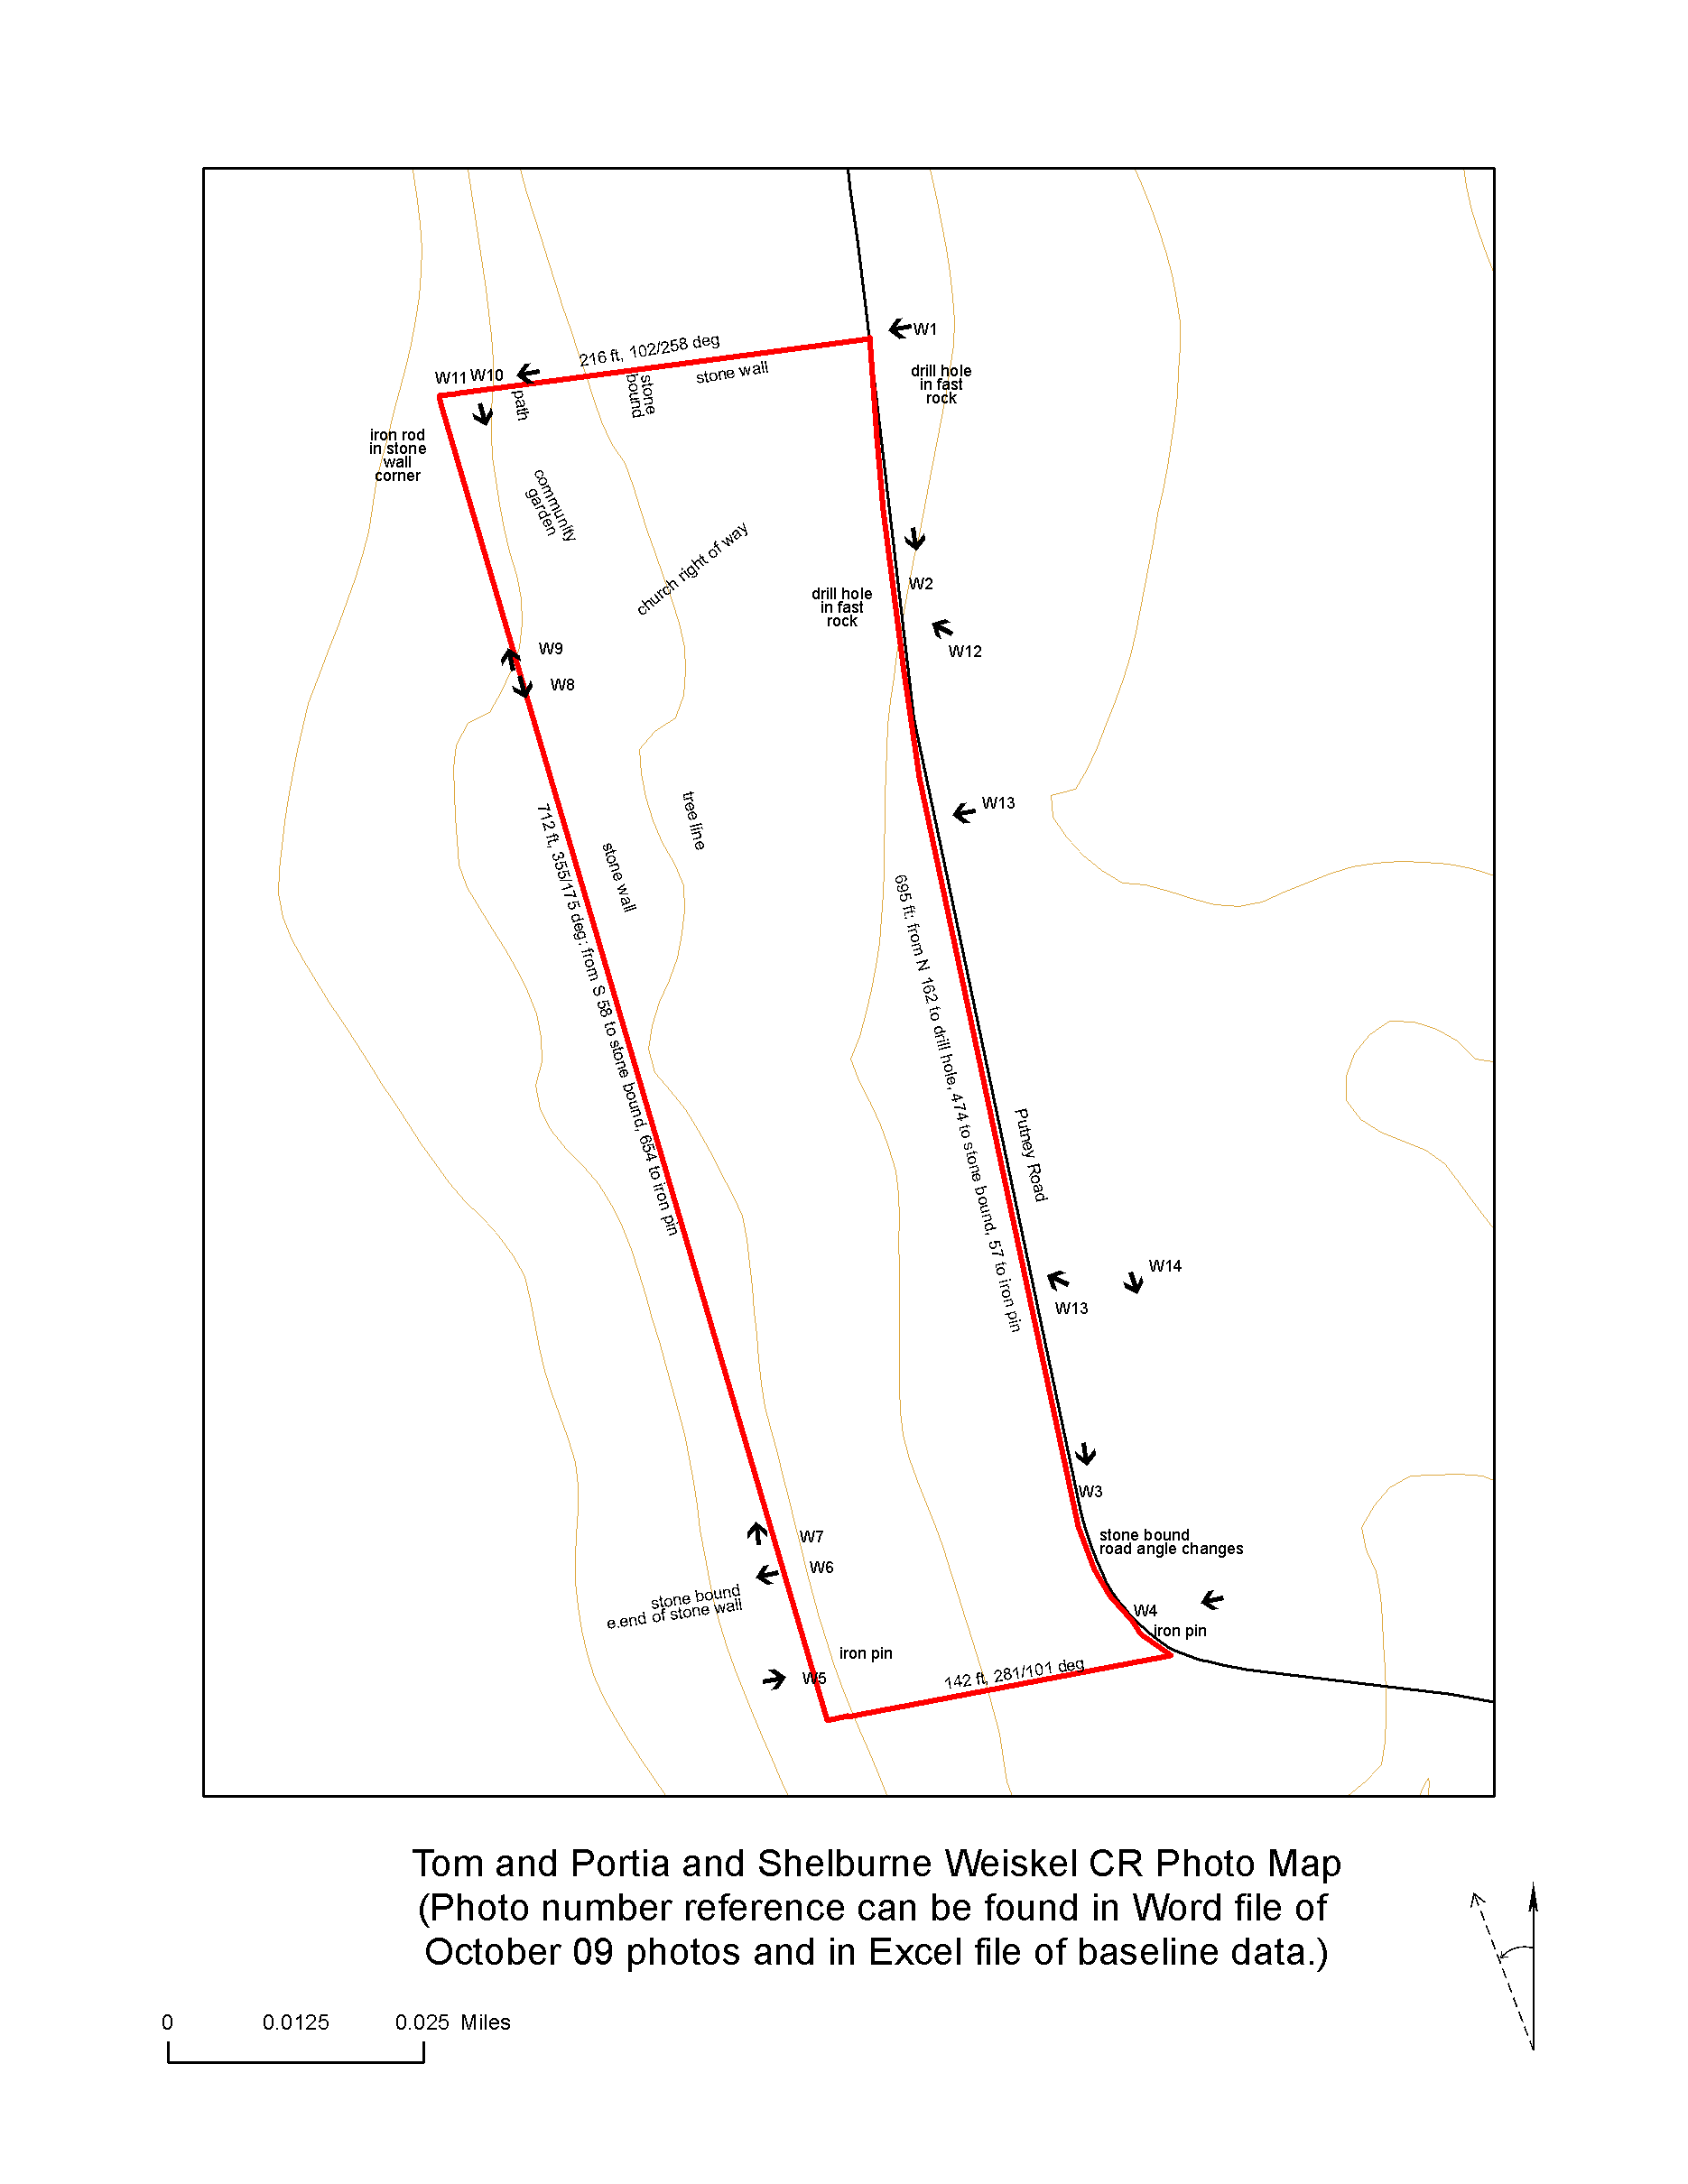 W1
216 ft, 102/258 deg
W11
W10
stone wall
drill hole
in fast
rock
stone
bound
path
iron rod
in stone
wall
corner
community
garden
church right of way
W2
drill hole
in fast
rock
W12
W9
W8
W13
tree line
stone wall
712 ft, 355/175 deg; from S 58 to stone bound, 654 to iron pin
695 ft: from N 162 to drill hole, 474 to stone bound, 57 to iron pin
Putney Road
W14
W13
W3
stone bound
road angle changes
W7
W6
stone bound
e.end of stone wall
W4
iron pin
iron pin
W5
142 ft, 281/101 deg
Tom and Portia and Shelburne Weiskel CR Photo Map
(Photo number reference can be found in Word file of
October 09 photos and in Excel file of baseline data.)
0 0.0125 0.025 Miles